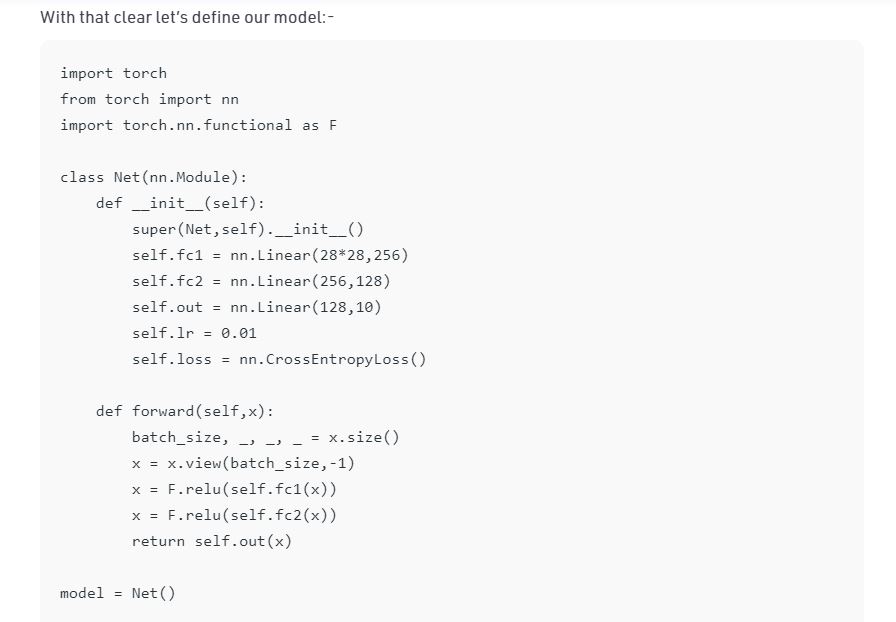 With that clear let's define our model:-
import torch
from torch import nn
import torch.nn.functional as F
class Net(nn.Module):
    def __init__(self):
        super(Net,self).__init__()
        self.fc1 = nn.Linear(28*28,256)
        self.fc2 = nn.Linear(256,128)
        self.out = nn.Linear(128,10)
        self.lr = 0.01
        self.loss = nn.CrossEntropyLoss()
    def forward(self,x):
        batch_size, _, _, _ = x.size()
        x = x.view(batch_size,-1)
        x = F.relu(self.fc1(x))
        x = F.relu(self.fc2(x))
        return self.out(x)
model = Net()